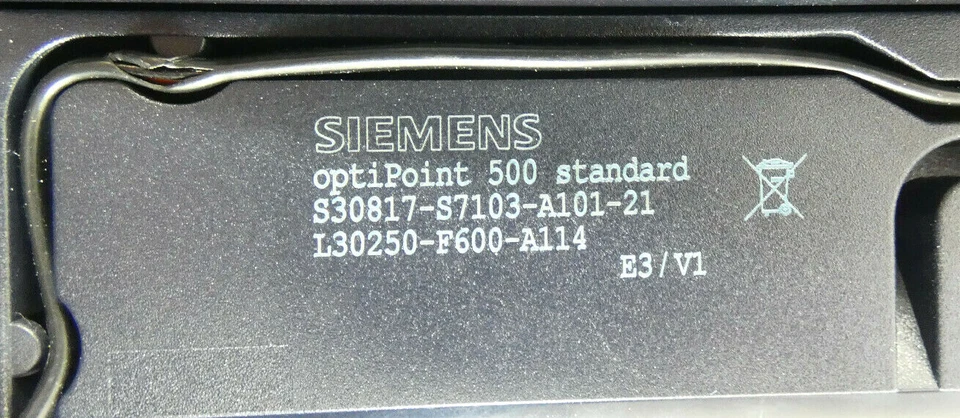 SIEMENS
optiPoint 500 standard
S30817-S7103-A101-21
L30250-F600-A114
E3/V1